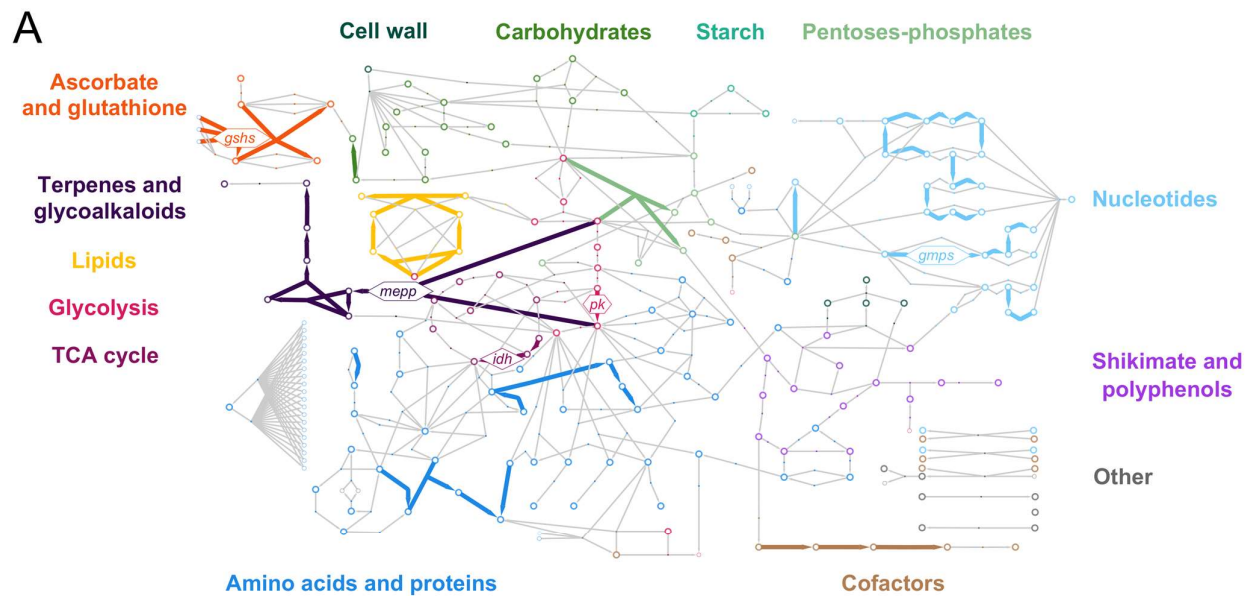 A
Cell wall
Carbohydrates
Starch
Pentoses-phosphates
Ascorbate
and glutathione
gshs
Terpenes and
glycoalkaloids
Nucleotides
Lipids
gmps
mepp
Glycolysis
pk
TCA cycle
idh
Shikimate and
polyphenols
Other
Amino acids and proteins
Cofactors